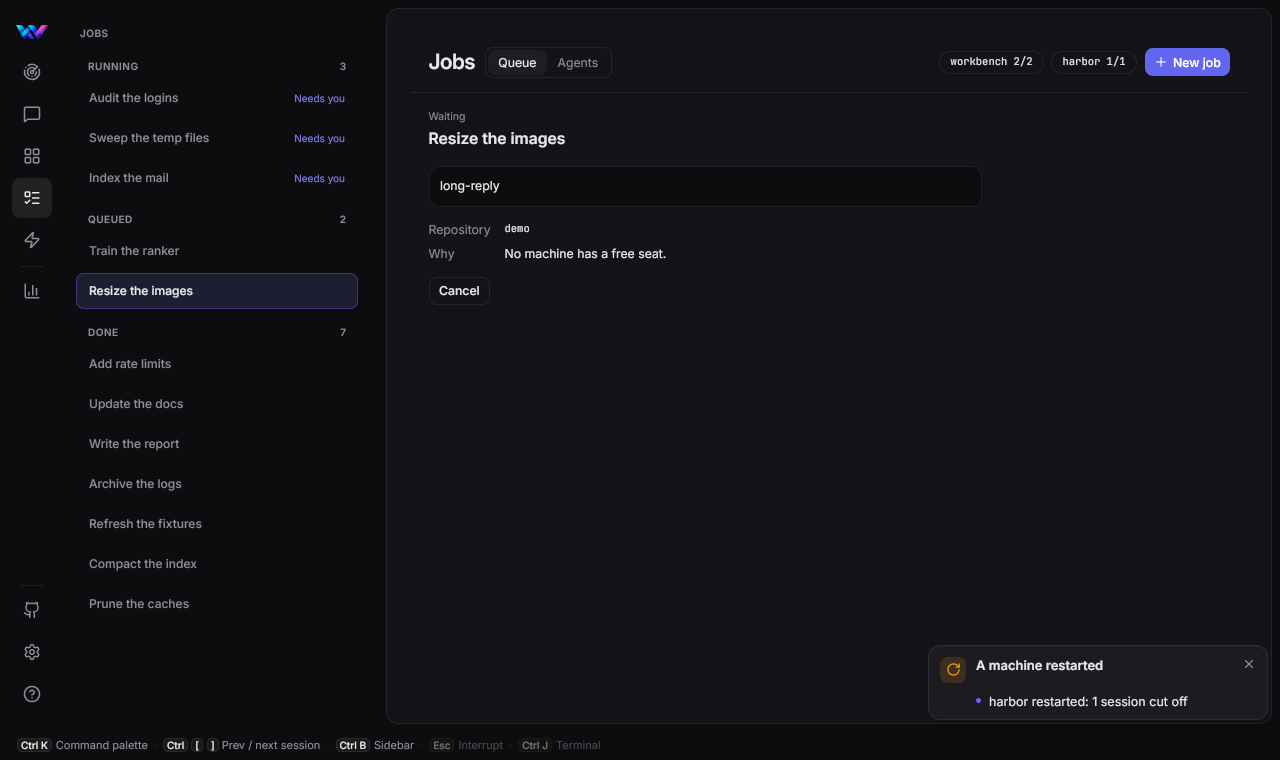 JOBS
RUNNING 3
Audit the logins Needs you
Sweep the temp files Needs you
Index the mail Needs you
QUEUED 2
Train the ranker
Resize the images
DONE 7
Add rate limits
Update the docs
Write the report
Archive the logs
Refresh the fixtures
Compact the index
Prune the caches
Jobs Queue Agents workbench 2/2 harbor 1/1 + New job
Waiting
Resize the images
long-reply
Repository demo
Why No machine has a free seat.
Cancel
A machine restarted
• harbor restarted: 1 session cut off
Ctrl K Command palette · Ctrl [ ] Prev / next session · Ctrl B Sidebar · Esc Interrupt · Ctrl J Terminal